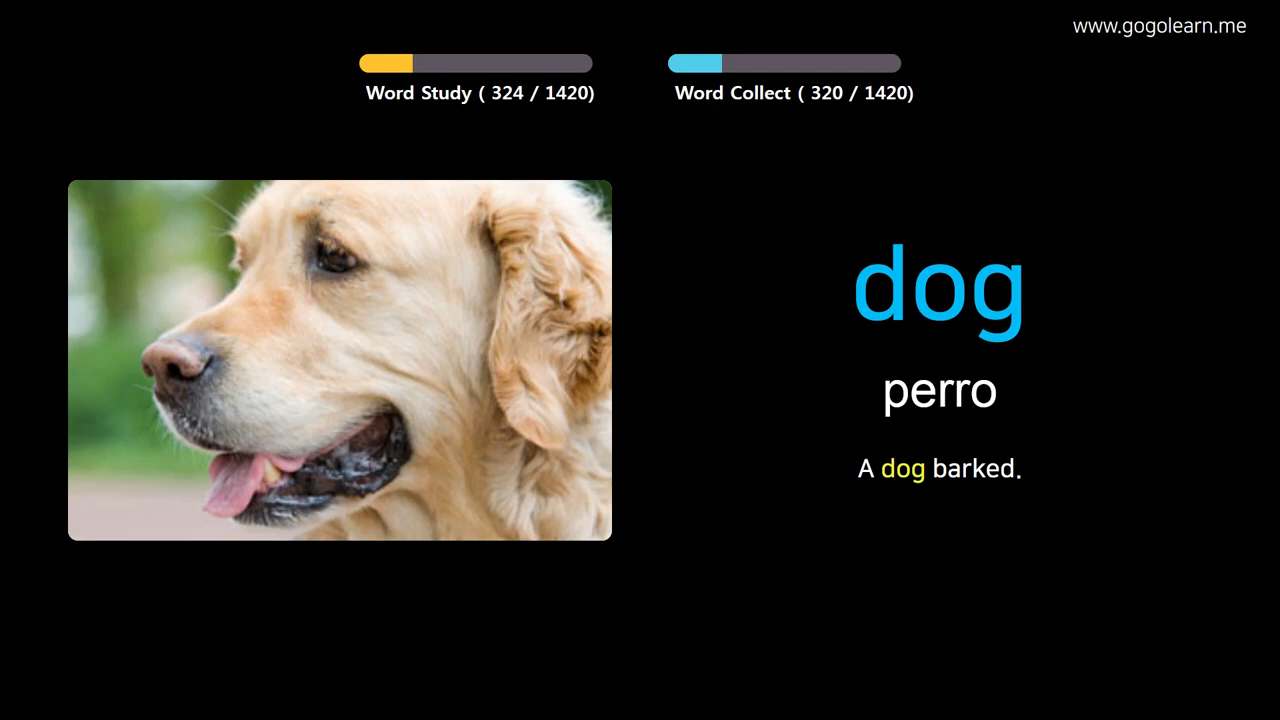 www.gogolearn.me
Word Study ( 324 / 1420)
Word Collect ( 320 / 1420)
dog
perro
A dog barked.